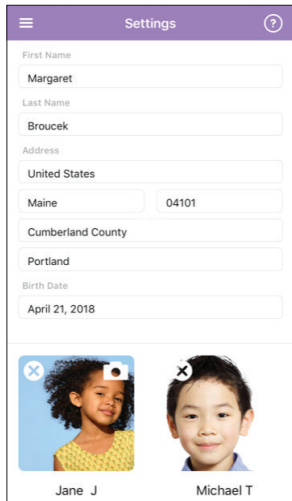 Settings ?
First Name
Margaret
Last Name
Broucek
Address
United States
Maine 04101
Cumberland County
Portland
Birth Date
April 21, 2018
Jane J Michael T